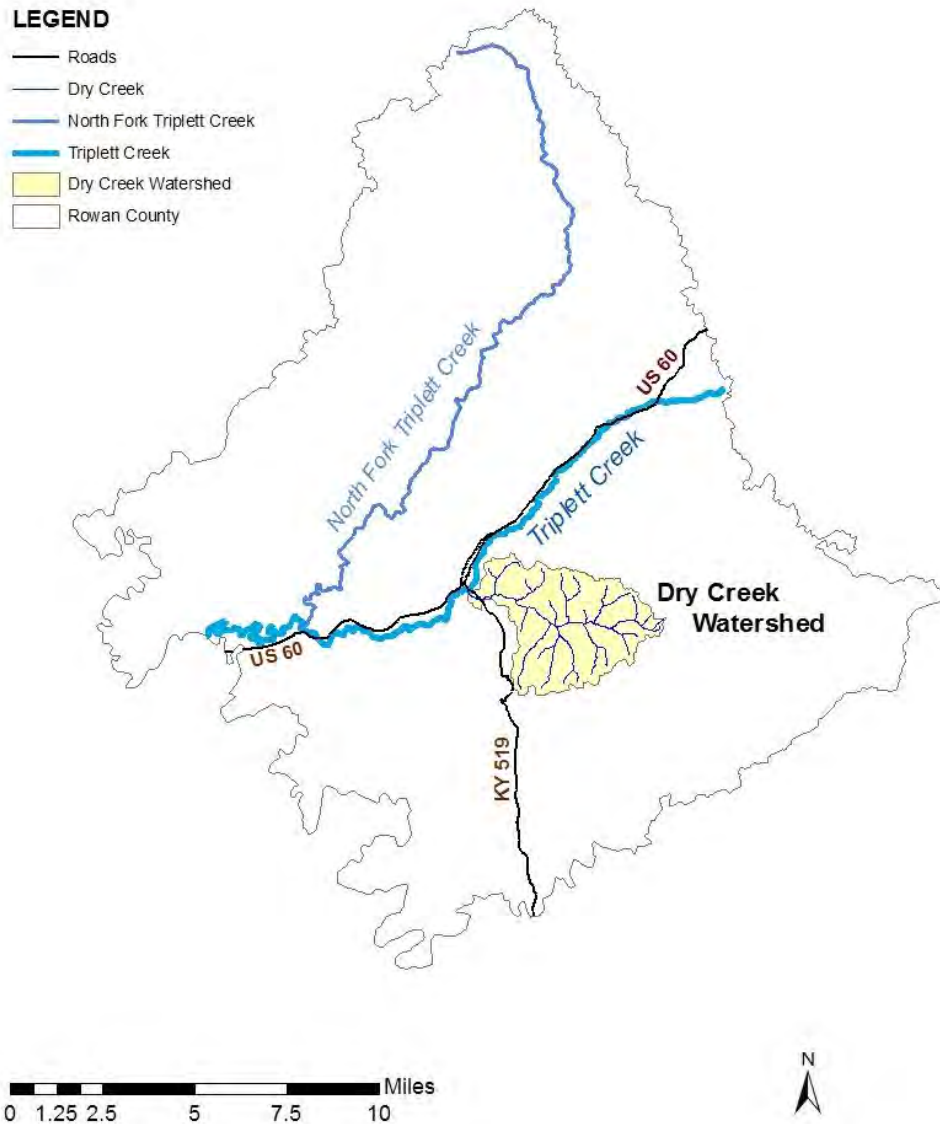 LEGEND
Roads
Dry Creek
North Fork Triplett Creek
Triplett Creek
Dry Creek Watershed
Rowan County
North Fork Triplett Creek
US 60
Triplett Creek
Dry Creek
Watershed
US 60
KY 519
N
Miles
0 1.25 2.5 5 7.5 10